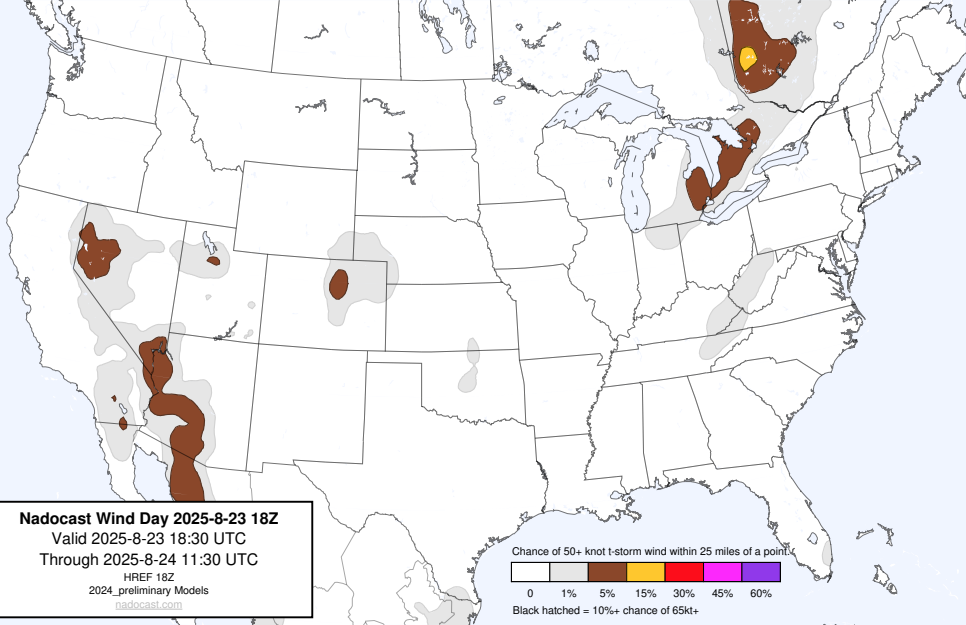 Nadocast Wind Day 2025-8-23 18Z
Valid 2025-8-23 18:30 UTC
Through 2025-8-24 11:30 UTC
HREF 18Z
2024_preliminary Models
nadocast.com
Chance of 50+ knot t-storm wind within 25 miles of a point.
0 1% 5% 15% 30% 45% 60%
Black hatched = 10%+ chance of 65kt+